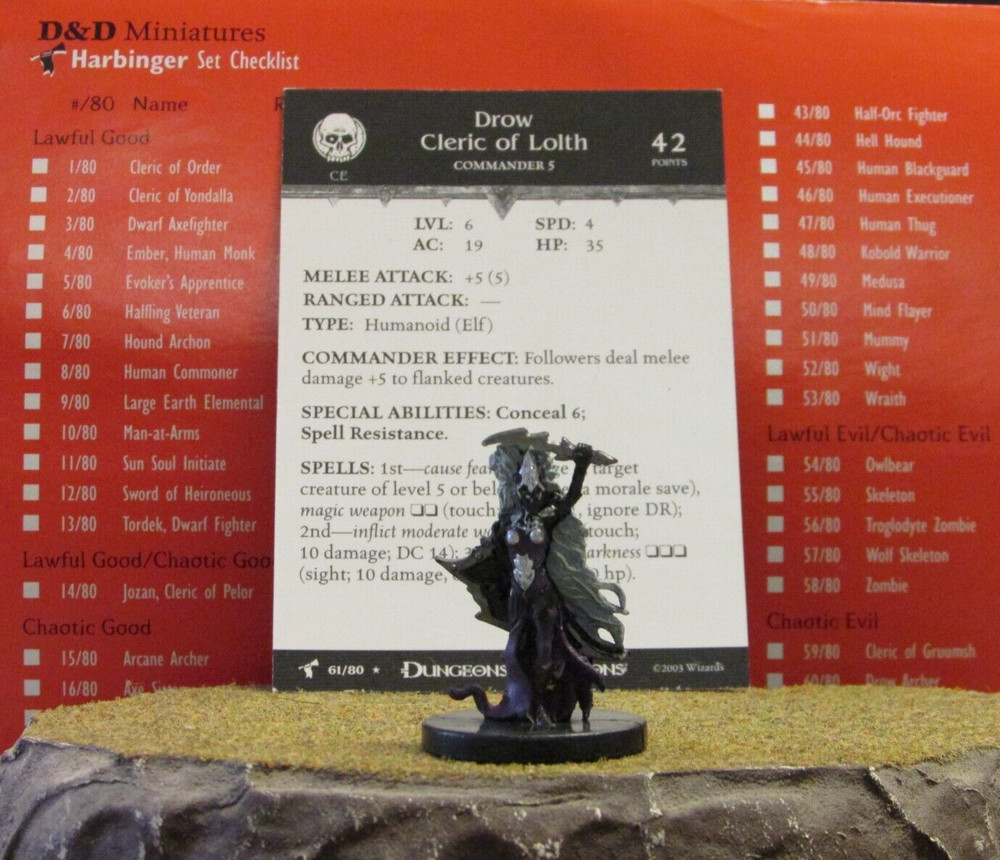 D&D Miniatures
Harbinger Set Checklist
#/80 Name
Lawful Good
1/80 Cleric of Order
2/80 Cleric of Yondalla
3/80 Dwarf Axefighter
4/80 Ember, Human Monk
5/80 Evoker's Apprentice
6/80 Halfling Veteran
7/80 Hound Archon
8/80 Human Commoner
9/80 Large Earth Elemental
10/80 Man-at-Arms
11/80 Sun Soul Initiate
12/80 Sword of Heironeous
13/80 Tordek, Dwarf Fighter
Lawful Good/Chaotic Goo
14/80 Jozan, Cleric of Pelor
Chaotic Good
15/80 Arcane Archer
16/80 Axe
Drow
Cleric of Lolth
COMMANDER 5
CE
42
POINTS
LVL: 6 SPD: 4
AC: 19 HP: 35
MELEE ATTACK: +5 (5)
RANGED ATTACK: —
TYPE: Humanoid (Elf)
COMMANDER EFFECT: Followers deal melee
damage +5 to flanked creatures.
SPECIAL ABILITIES: Conceal 6;
Spell Resistance.
SPELLS: 1st—cause fear target
creature of level 5 or bel a morale save),
magic weapon ❑❑ (touch , ignore DR);
2nd—inflict moderate w touch;
10 damage; DC 14); arkness ❑❑❑
(sight; 10 damage, hp).
61/80 ★ DUNGEONS ONS ©2003 Wizards
43/80 Half-Orc Fighter
44/80 Hell Hound
45/80 Human Blackguard
46/80 Human Executioner
47/80 Human Thug
48/80 Kobold Warrior
49/80 Medusa
50/80 Mind Flayer
51/80 Mummy
52/80 Wight
53/80 Wraith
Lawful Evil/Chaotic Evil
54/80 Owlbear
55/80 Skeleton
56/80 Troglodyte Zombie
57/80 Wolf Skeleton
58/80 Zombie
Chaotic Evil
59/80 Cleric of Gruumsh
60/80 Drow Archer